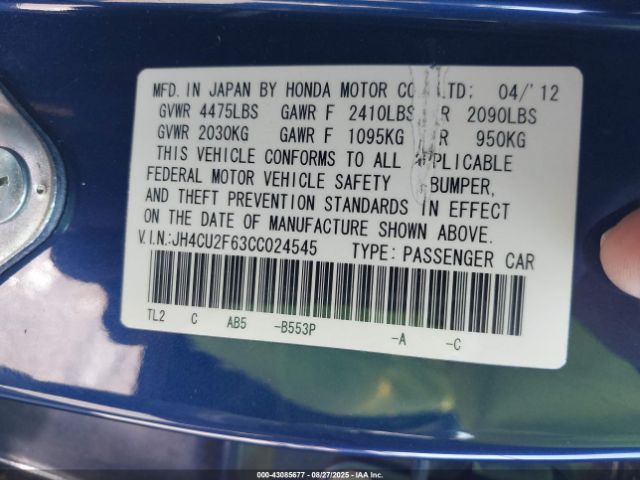 MFD. IN JAPAN BY HONDA MOTOR CO LTD: 04/'12
GVWR 4475LBS GAWR F 2410LBS R 2090LBS
GVWR 2030KG GAWR F 1095KG R 950KG
THIS VEHICLE CONFORMS TO ALL APPLICABLE
FEDERAL MOTOR VEHICLE SAFETY BUMPER,
AND THEFT PREVENTION STANDARDS IN EFFECT
ON THE DATE OF MANUFACTURE SHOWN ABOVE.
V.I.N.:JH4CU2F63CC024545 TYPE: PASSENGER CAR
TL2 C AB5 -B553P -A -C
000-43085677 - 08/27/2025 - IAAI.com